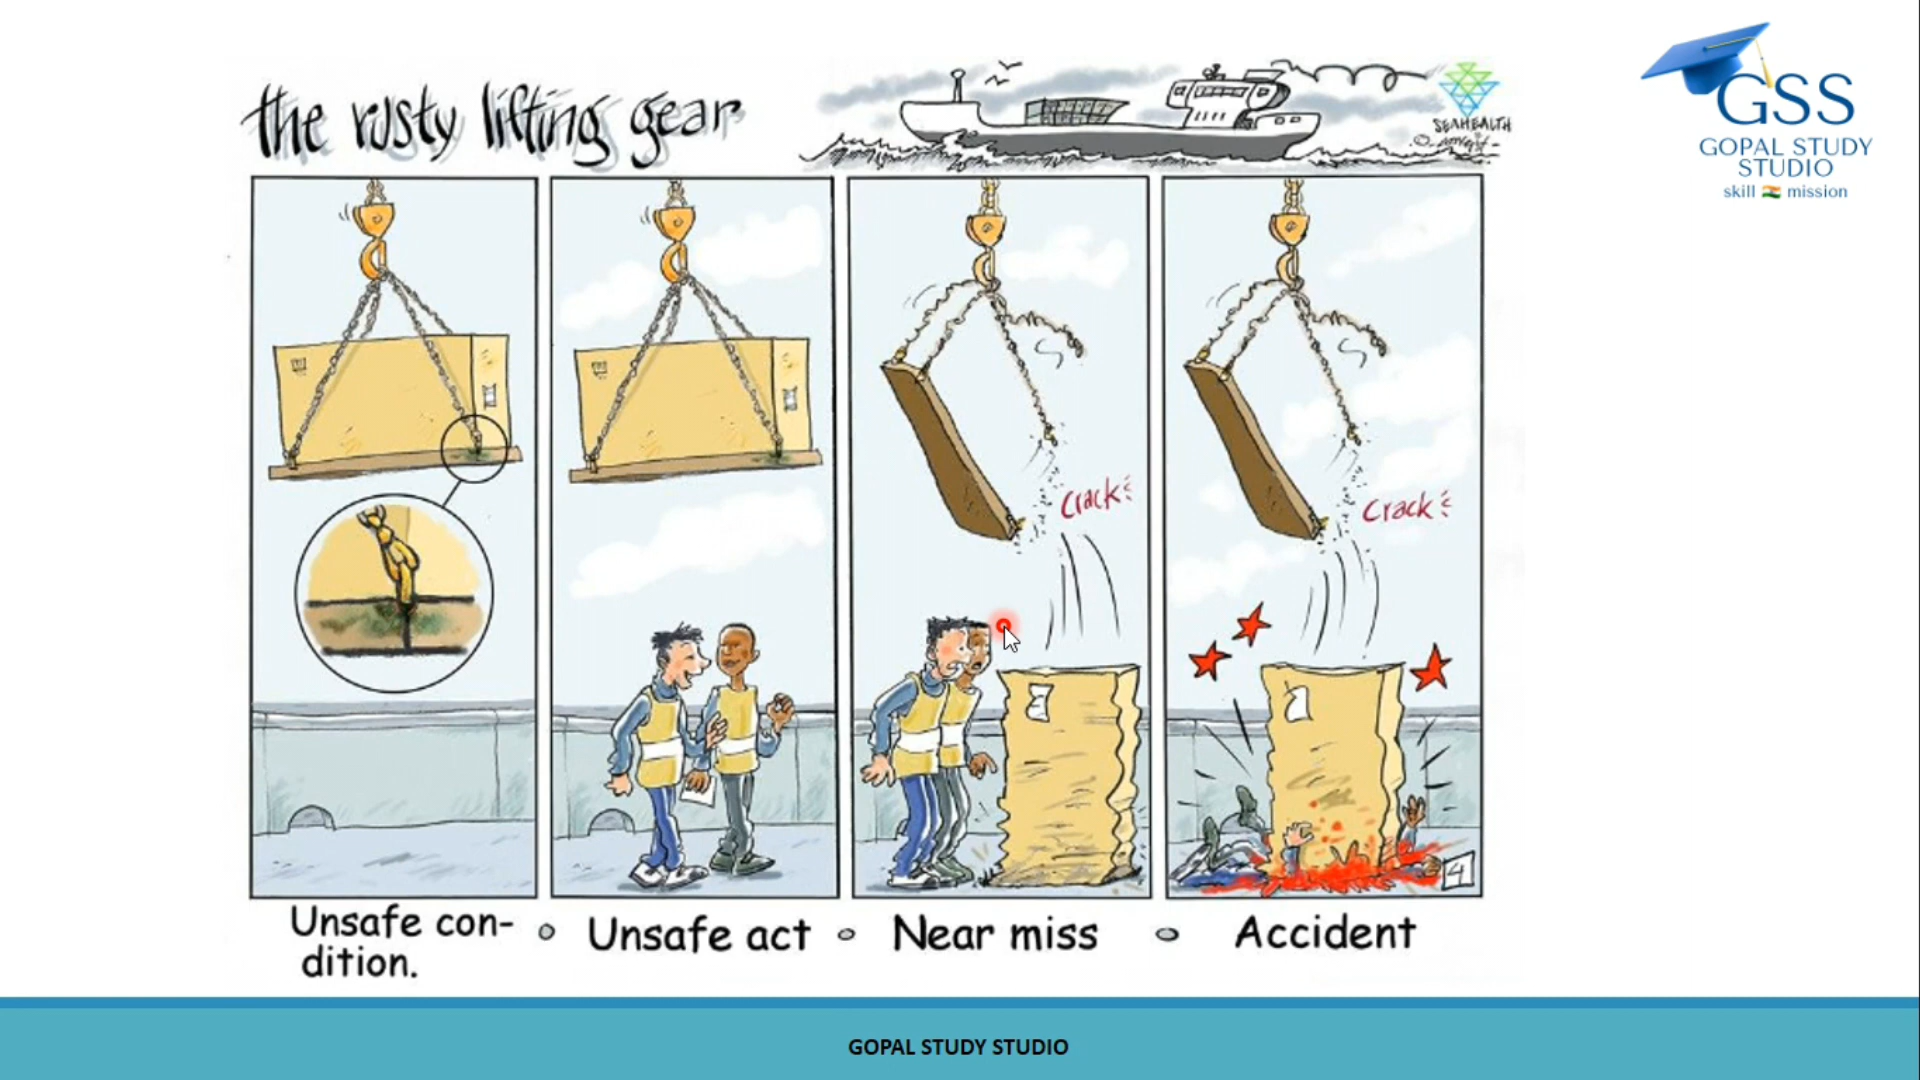 the rusty lifting gear
SEAHEALTH
GSS
GOPAL STUDY
STUDIO
skill mission
Crack
Crack
4
Unsafe con-
dition.
Unsafe act
Near miss
Accident
GOPAL STUDY STUDIO